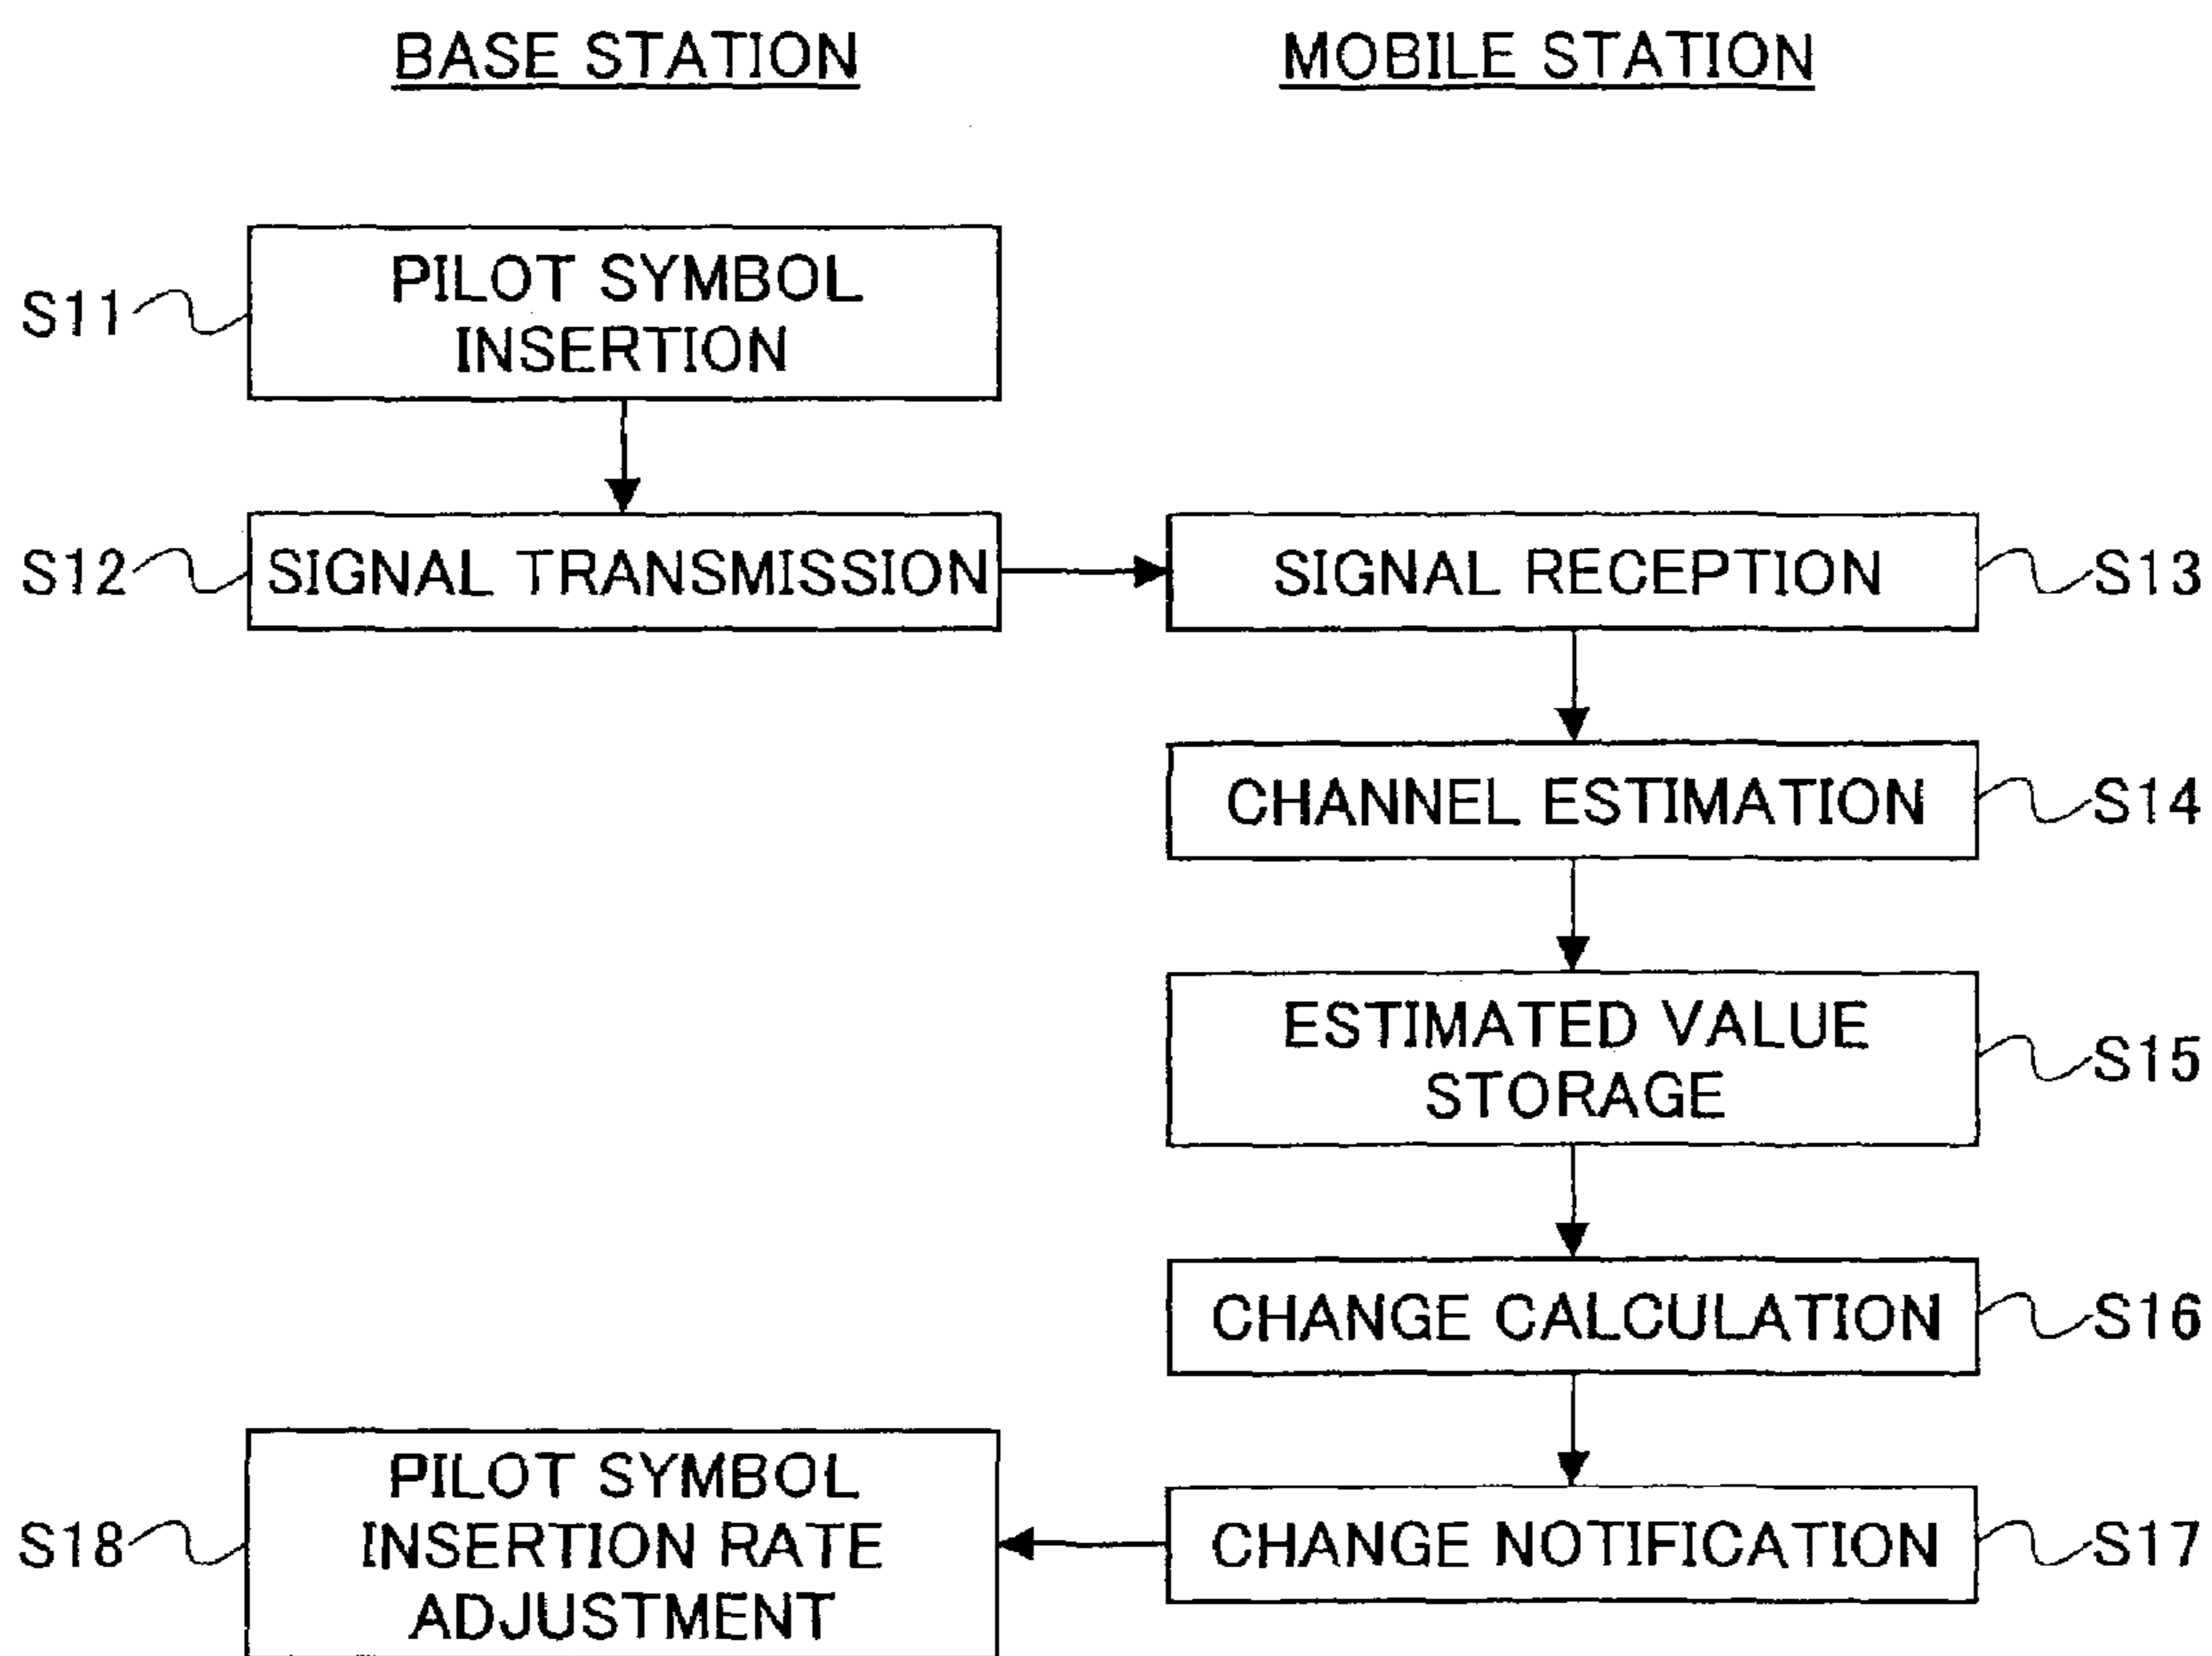 BASE STATION
MOBILE STATION
S11
PILOT SYMBOL
INSERTION
S12
SIGNAL TRANSMISSION
SIGNAL RECEPTION
S13
CHANNEL ESTIMATION
S14
ESTIMATED VALUE
STORAGE
S15
CHANGE CALCULATION
S16
CHANGE NOTIFICATION
S17
S18
PILOT SYMBOL
INSERTION RATE
ADJUSTMENT